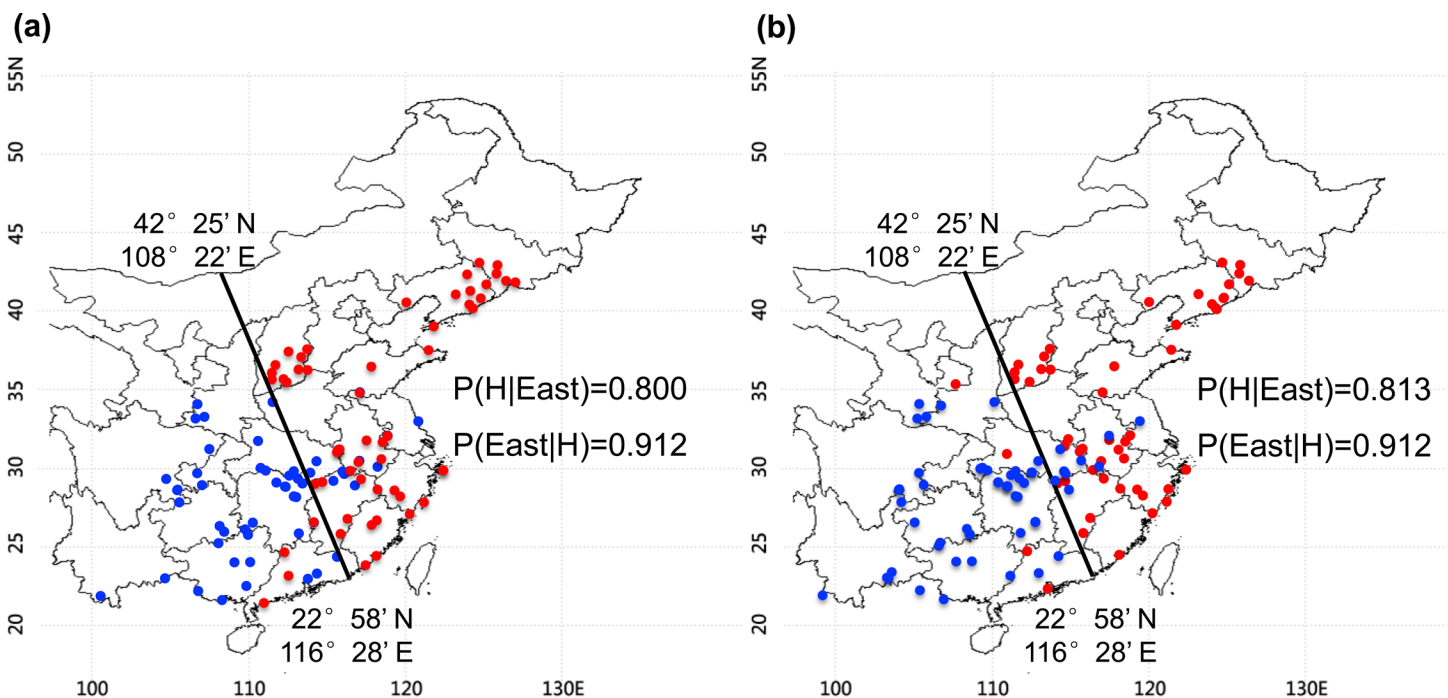 (a)
55N
50
45
40
35
30
25
20
100
110
120
130E
42° 25' N
108° 22' E
P(H|East)=0.800
P(East|H)=0.912
22° 58' N
116° 28' E
(b)
55N
50
45
40
35
30
25
20
100
110
120
130E
42° 25' N
108° 22' E
P(H|East)=0.813
P(East|H)=0.912
22° 58' N
116° 28' E